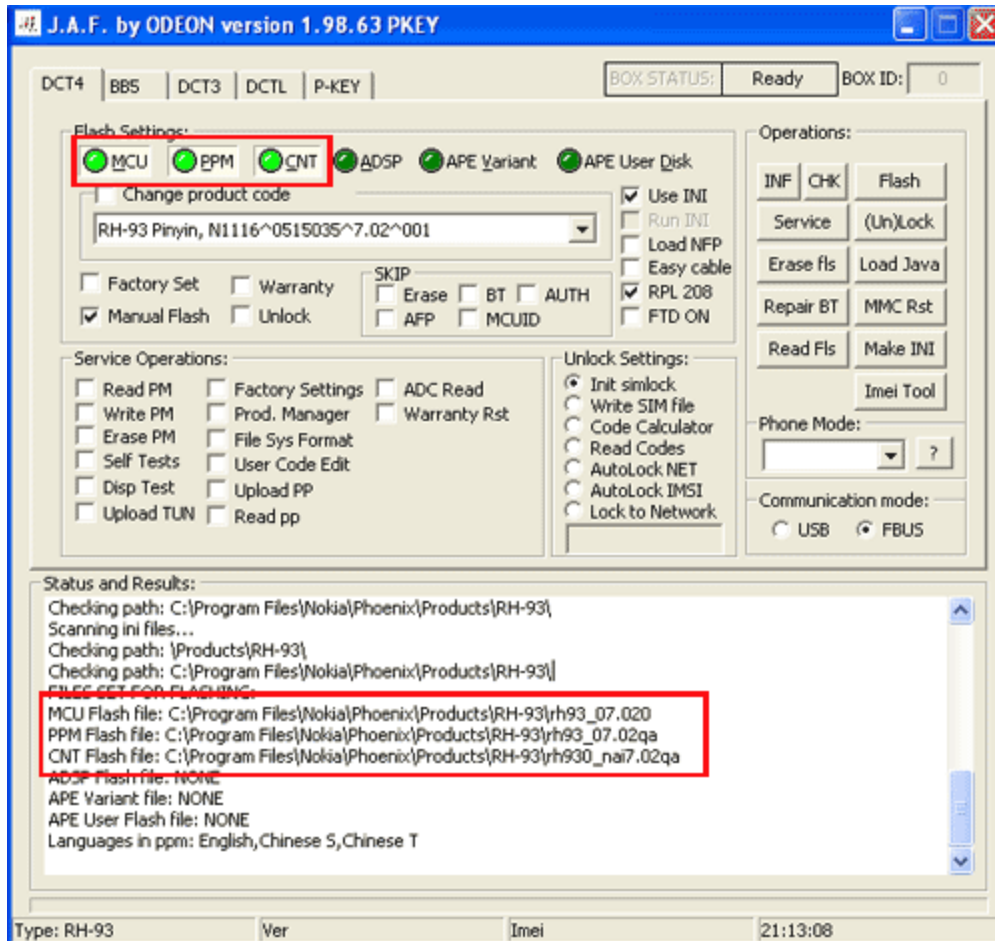 J.A.F. by ODEON version 1.98.63 PKEY
DCT4 BB5 DCT3 DCTL P-KEY
BOX STATUS: Ready BOX ID: 0
Flash Settings:
MCU PPM CNT ADSP APE Variant APE User Disk
Change product code
RH-93 Pinyin, N1116^0515035^7.02^001
Use INI
Run INI
Load NFP
Easy cable
RPL 208
FTD ON
Factory Set Warranty
Manual Flash Unlock
SKIP
Erase BT AUTH
AFP MCUID
Operations:
INF CHK Flash
Service (Un)Lock
Erase fls Load Java
Repair BT MMC Rst
Read Fls Make INI
Imei Tool
Service Operations:
Read PM Factory Settings ADC Read
Write PM Prod. Manager Warranty Rst
Erase PM File Sys Format
Self Tests User Code Edit
Disp Test Upload PP
Upload TUN Read pp
Unlock Settings:
Init simlock
Write SIM file
Code Calculator
Read Codes
AutoLock NET
AutoLock IMSI
Lock to Network
Phone Mode:
?
Communication mode:
USB FBUS
Status and Results:
Checking path: C:\Program Files\Nokia\Phoenix\Products\RH-93\
Scanning ini files...
Checking path: \Products\RH-93\
Checking path: C:\Program Files\Nokia\Phoenix\Products\RH-93\
FILES SET FOR FLASHING:
MCU Flash file: C:\Program Files\Nokia\Phoenix\Products\RH-93\rh93_07.020
PPM Flash file: C:\Program Files\Nokia\Phoenix\Products\RH-93\rh93_07.02qa
CNT Flash file: C:\Program Files\Nokia\Phoenix\Products\RH-93\rh930_nai7.02qa
ADSP Flash file: NONE
APE Variant file: NONE
APE User Flash file: NONE
Languages in ppm: English,Chinese S,Chinese T
Type: RH-93 Ver Imei 21:13:08